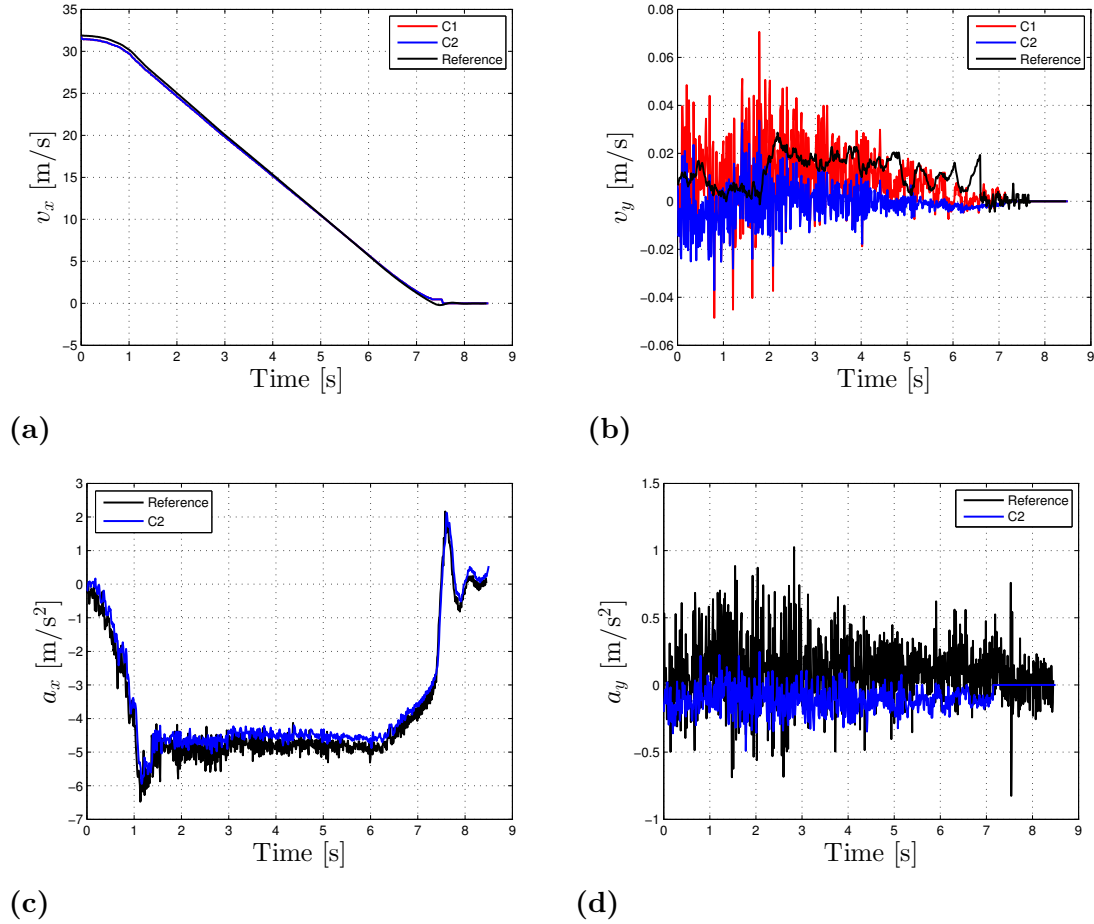 C1
C2
Reference
35
30
25
20
15
10
5
0
−5
0 1 2 3 4 5 6 7 8 9
v_x [m/s]
Time [s]
(a)
C1
C2
Reference
0.08
0.06
0.04
0.02
0
−0.02
−0.04
−0.06
0 1 2 3 4 5 6 7 8 9
v_y [m/s]
Time [s]
(b)
Reference
C2
3
2
1
0
−1
−2
−3
−4
−5
−6
−7
0 1 2 3 4 5 6 7 8 9
a_x [m/s²]
Time [s]
(c)
Reference
C2
1.5
1
0.5
0
−0.5
−1
0 1 2 3 4 5 6 7 8 9
a_y [m/s²]
Time [s]
(d)